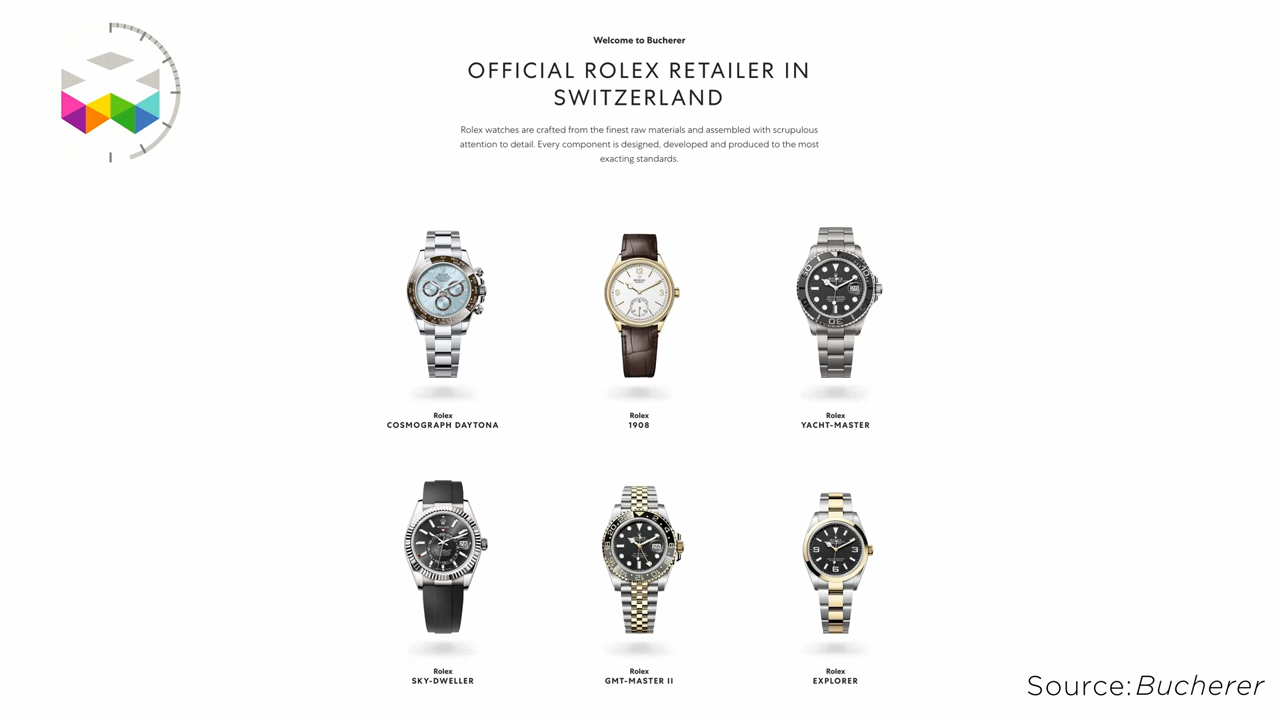 Welcome to Bucherer
OFFICIAL ROLEX RETAILER IN
SWITZERLAND
Rolex watches are crafted from the finest raw materials and assembled with scrupulous
attention to detail. Every component is designed, developed and produced to the most
exacting standards.
Rolex
COSMOGRAPH DAYTONA
Rolex
1908
Rolex
YACHT-MASTER
Rolex
SKY-DWELLER
Rolex
GMT-MASTER II
Rolex
EXPLORER
Source: Bucherer